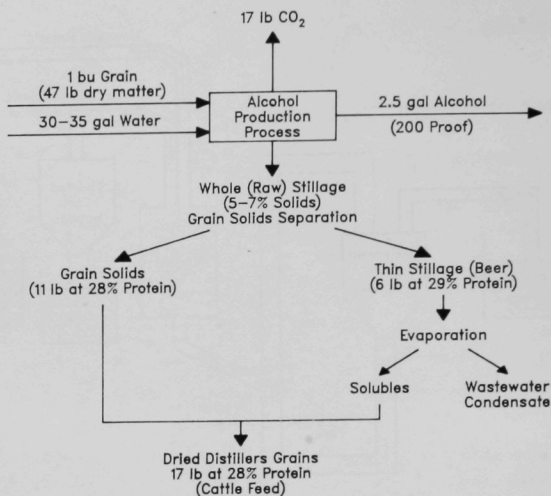 17 lb CO2
1 bu Grain
(47 lb dry matter)
30-35 gal Water
Alcohol
Production
Process
2.5 gal Alcohol
(200 Proof)
Whole (Raw) Stillage
(5-7% Solids)
Grain Solids Separation
Grain Solids
(11 lb at 28% Protein)
Thin Stillage (Beer)
(6 lb at 29% Protein)
Evaporation
Solubles
Wastewater
Condensate
Dried Distillers Grains
17 lb at 28% Protein
(Cattle Feed)